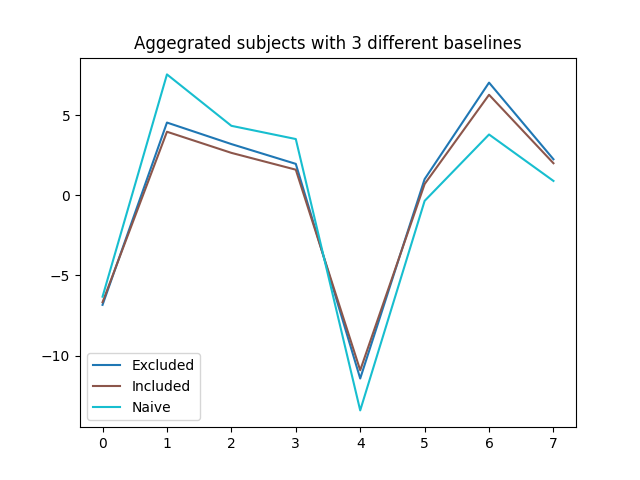 Aggegrated subjects with 3 different baselines
5
0
−5
−10
Excluded
Included
Naive
0 1 2 3 4 5 6 7